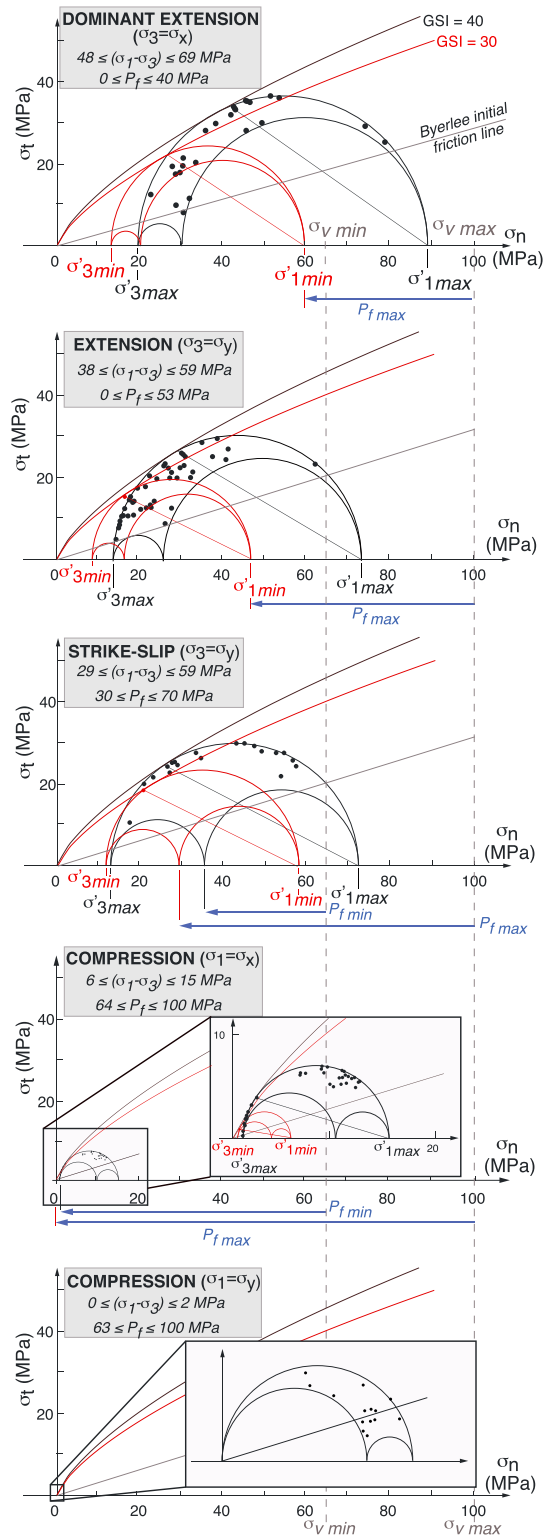 DOMINANT EXTENSION
(σ3=σx)
48 ≤ (σ1-σ3) ≤ 69 MPa
0 ≤ Pf ≤ 40 MPa
GSI = 40
GSI = 30
Byerlee initial
friction line
σt (MPa)
40
20
0
20
40
60
80
100
σn
(MPa)
σv min
σv max
σ'3min
σ'3max
σ'1min
σ'1max
Pf max
EXTENSION (σ3=σy)
38 ≤ (σ1-σ3) ≤ 59 MPa
0 ≤ Pf ≤ 53 MPa
σt (MPa)
40
20
0
20
40
60
80
100
σn
(MPa)
σ'3min
σ'3max
σ'1min
σ'1max
Pf max
STRIKE-SLIP (σ3=σy)
29 ≤ (σ1-σ3) ≤ 59 MPa
30 ≤ Pf ≤ 70 MPa
σt (MPa)
40
20
0
20
40
60
80
100
σn
(MPa)
σ'3min
σ'3max
σ'1min
σ'1max
Pf min
Pf max
COMPRESSION (σ1=σx)
6 ≤ (σ1-σ3) ≤ 15 MPa
64 ≤ Pf ≤ 100 MPa
σt (MPa)
40
20
10
20
σ'3min
σ'3max
σ'1min
σ'1max
0
20
40
60
80
100
σn
(MPa)
Pf min
Pf max
COMPRESSION (σ1=σy)
0 ≤ (σ1-σ3) ≤ 2 MPa
63 ≤ Pf ≤ 100 MPa
σt (MPa)
40
20
0
20
40
60
80
100
σn
(MPa)
σv min
σv max